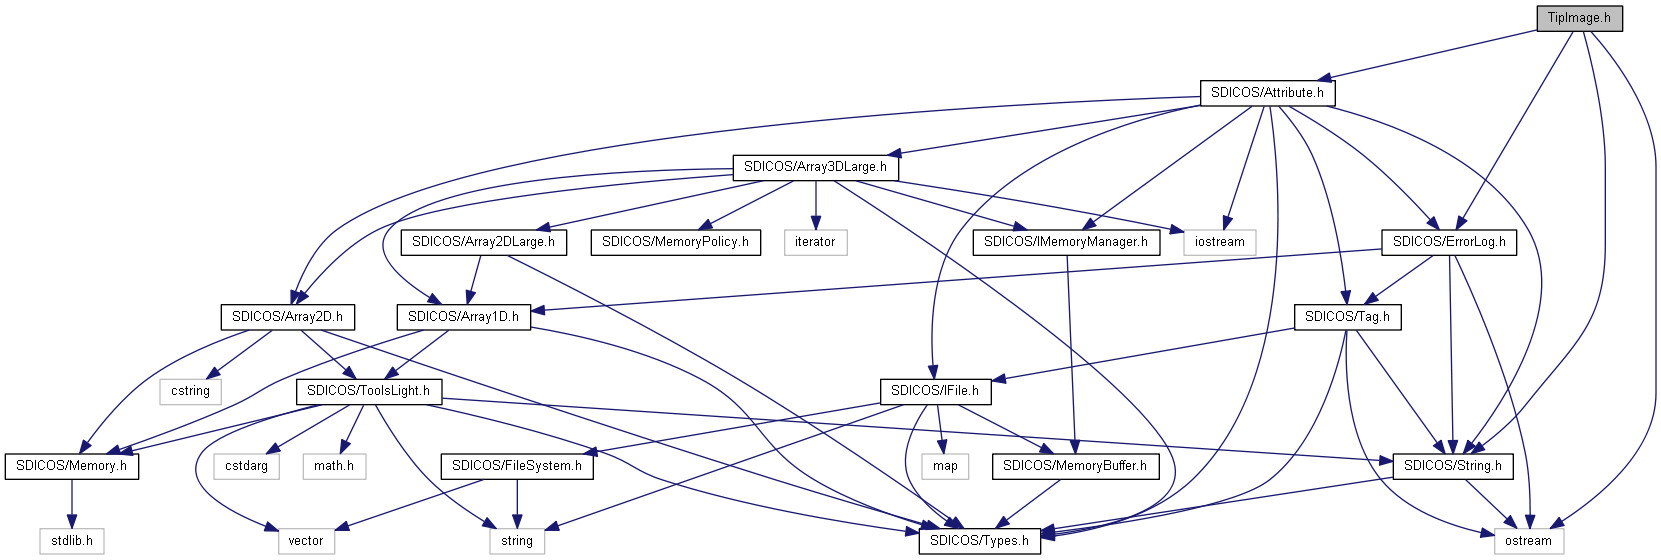 TipImage.h
SDICOS/Attribute.h
SDICOS/Array3DLarge.h
SDICOS/Array2DLarge.h
SDICOS/MemoryPolicy.h
iterator
SDICOS/IMemoryManager.h
iostream
SDICOS/ErrorLog.h
SDICOS/Array2D.h
SDICOS/Array1D.h
SDICOS/Tag.h
cstring
SDICOS/ToolsLight.h
SDICOS/IFile.h
SDICOS/Memory.h
cstdarg
math.h
SDICOS/FileSystem.h
map
SDICOS/MemoryBuffer.h
SDICOS/String.h
stdlib.h
vector
string
SDICOS/Types.h
ostream